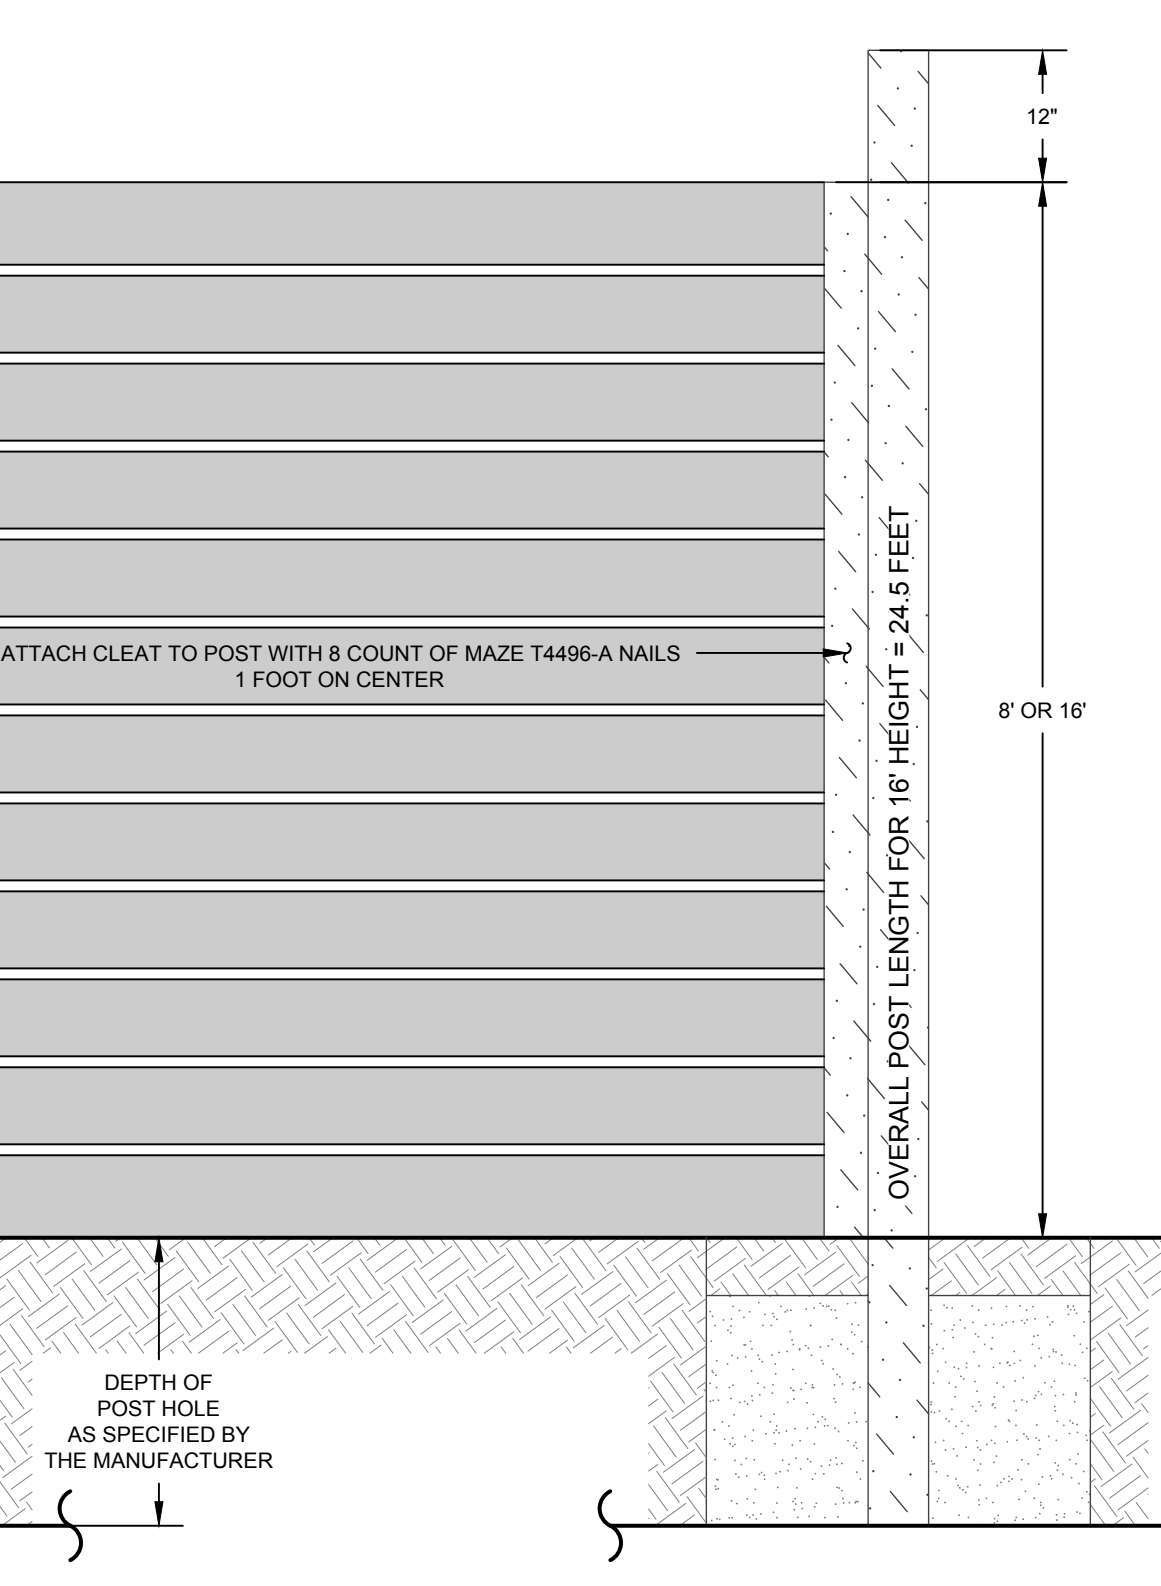 12"
ATTACH CLEAT TO POST WITH 8 COUNT OF MAZE T4496-A NAILS
1 FOOT ON CENTER
OVERALL POST LENGTH FOR 16' HEIGHT = 24.5 FEET
8' OR 16'
DEPTH OF
POST HOLE
AS SPECIFIED BY
THE MANUFACTURER